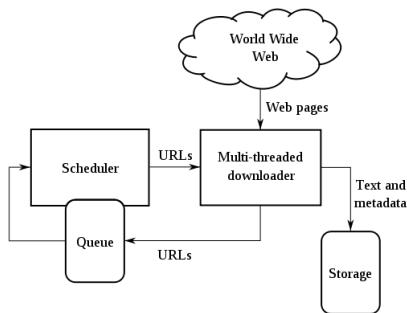 World Wide
Web
Web pages
Scheduler
URLs
Multi-threaded
downloader
Text and
metadata
Queue
URLs
Storage